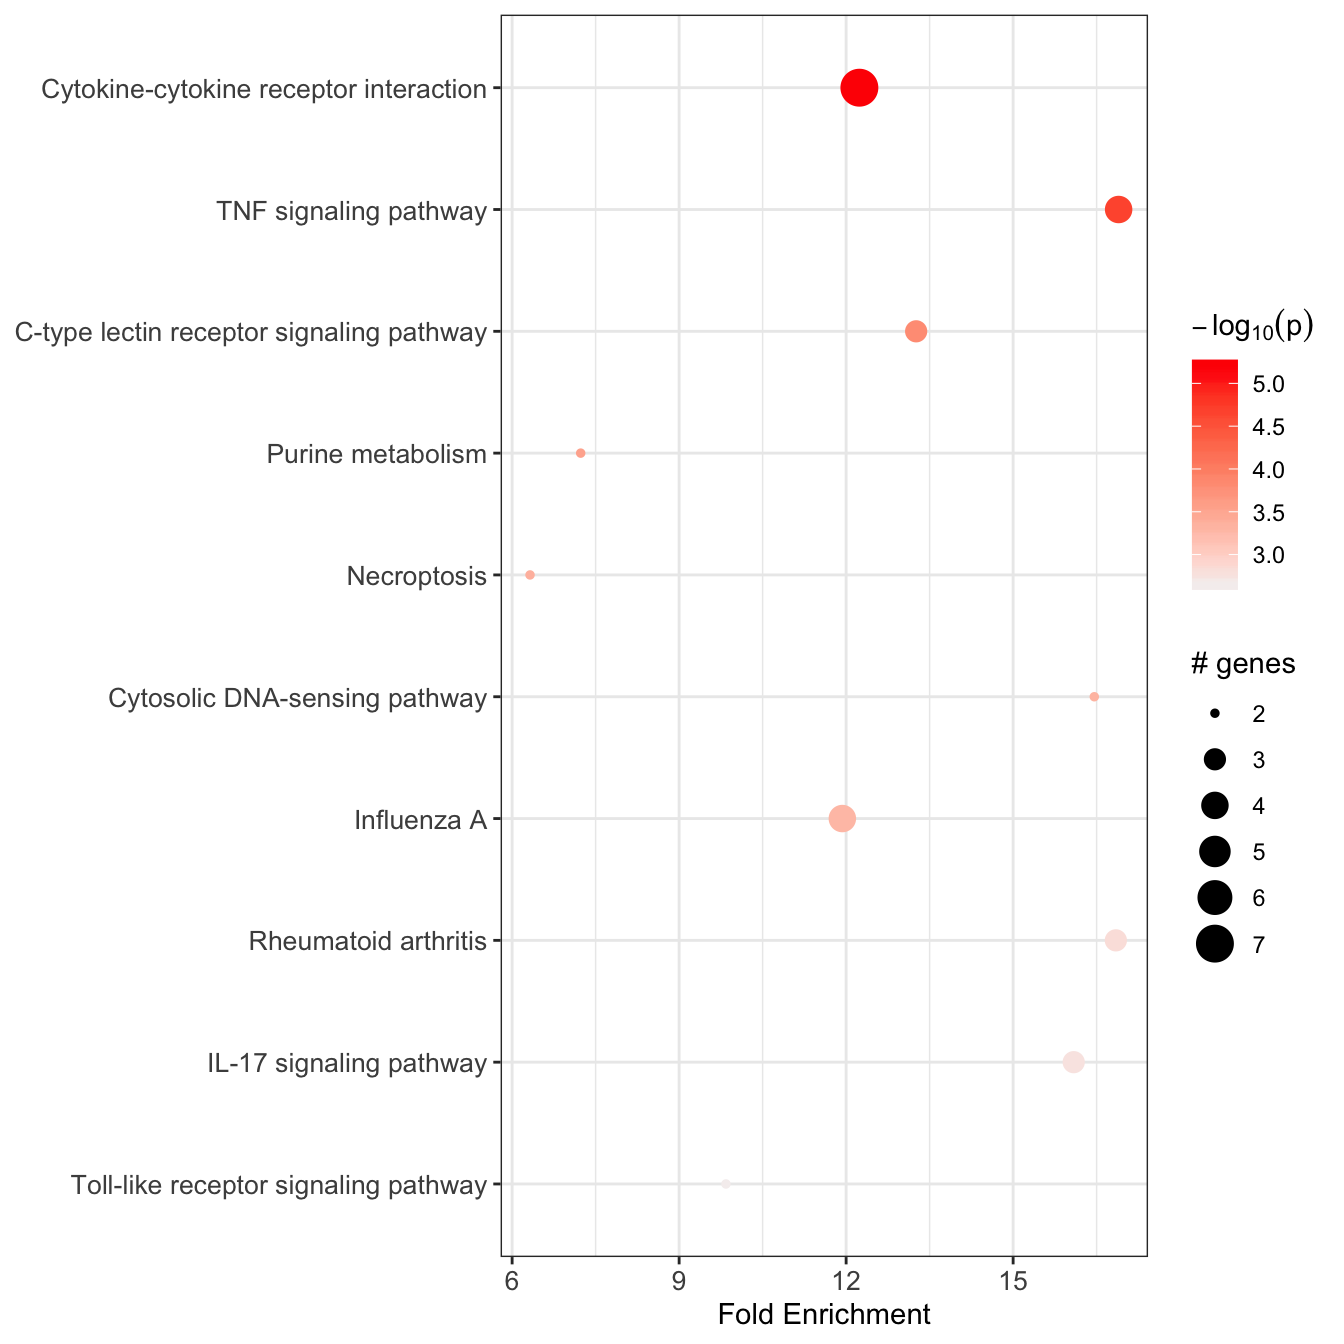 Cytokine-cytokine receptor interaction
TNF signaling pathway
C-type lectin receptor signaling pathway
Purine metabolism
Necroptosis
Cytosolic DNA-sensing pathway
Influenza A
Rheumatoid arthritis
IL-17 signaling pathway
Toll-like receptor signaling pathway
6 9 12 15
Fold Enrichment
−log₁₀(p)
5.0
4.5
4.0
3.5
3.0
# genes
2
3
4
5
6
7